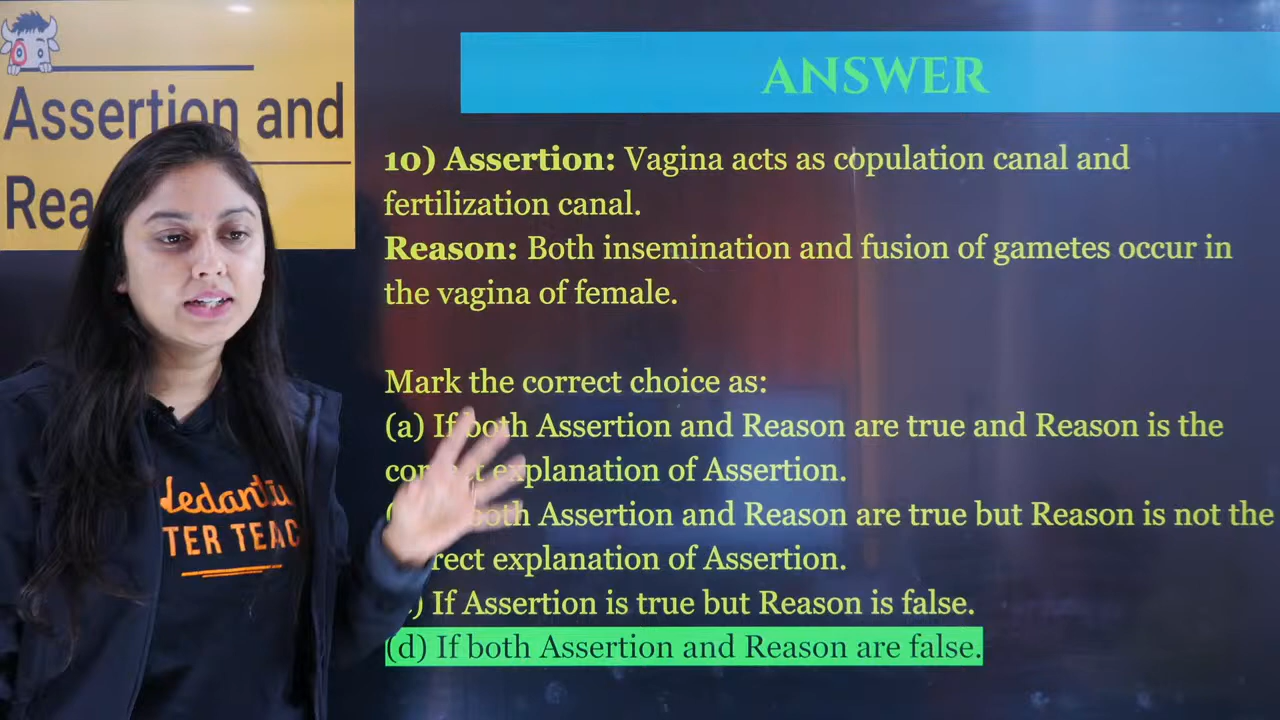 Assertion and
Rea
ANSWER
10) Assertion: Vagina acts as copulation canal and
fertilization canal.
Reason: Both insemination and fusion of gametes occur in
the vagina of female.
Mark the correct choice as:
(a) If both Assertion and Reason are true and Reason is the
explanation of Assertion.
both Assertion and Reason are true but Reason is not the
rect explanation of Assertion.
) If Assertion is true but Reason is false.
(d) If both Assertion and Reason are false.
Vedantu
TER TEAC